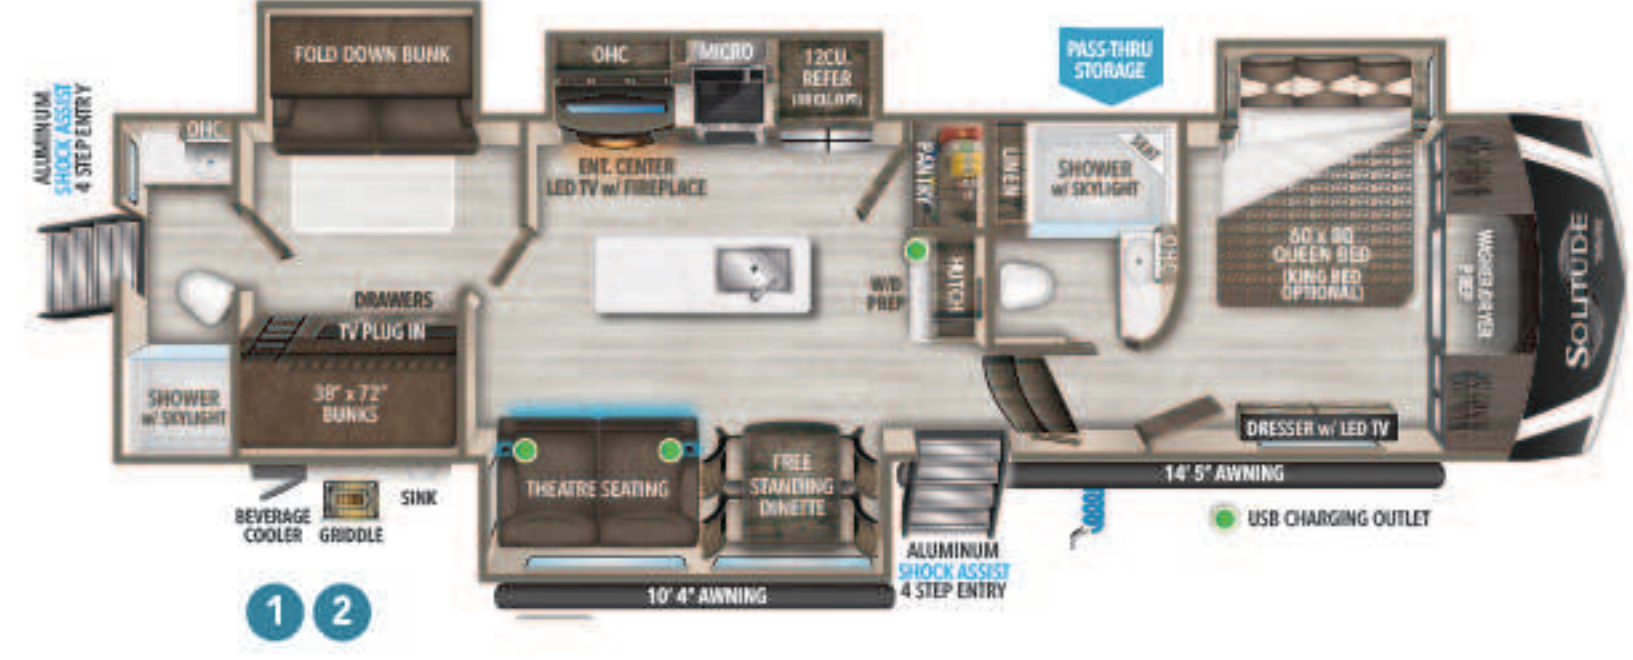 FOLD DOWN BUNK
OHC
MICRO
12CU.
REFER
PASS-THRU
STORAGE
ALUMINUM
SHOCK ASSIST
4 STEP ENTRY
OHC
ENT. CENTER
LED TV w/ FIREPLACE
PANTRY
LINEN
SHOWER
w/ SKYLIGHT
SEAT
60 x 80
QUEEN BED
(KING BED
OPTIONAL)
OHC
WASHER/DRYER
PREP
SOLITUDE
W/D
PREP
HUTCH
DRAWERS
TV PLUG IN
38" x 72"
BUNKS
SHOWER
w/ SKYLIGHT
DRESSER w/ LED TV
THEATRE SEATING
FREE
STANDING
DINETTE
14' 5" AWNING
BEVERAGE
COOLER
GRIDDLE
SINK
USB CHARGING OUTLET
ALUMINUM
SHOCK ASSIST
4 STEP ENTRY
10' 4" AWNING
1
2